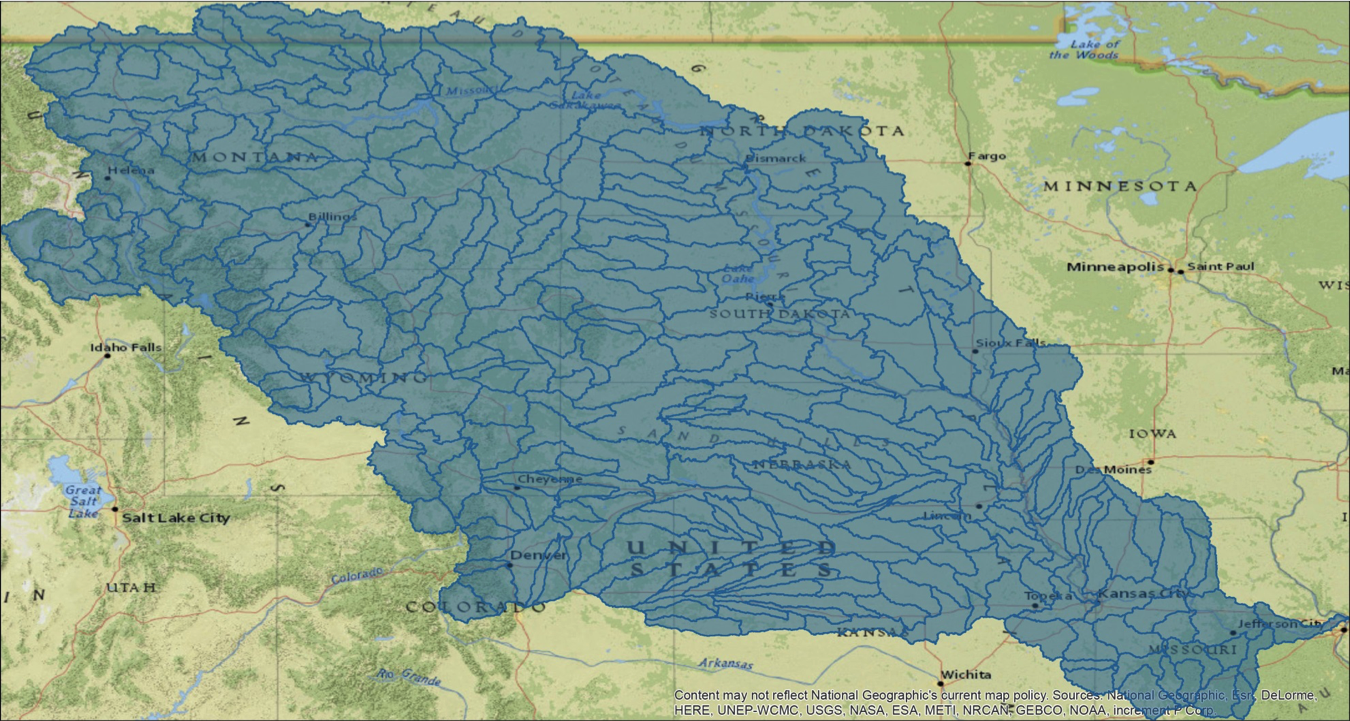 Lake of
the Woods
Missouri
Lake
Sakakawea
NORTH DAKOTA
MONTANA
Bismarck
Fargo
Helena
MINNESOTA
Billings
Minneapolis
Saint Paul
Lake
Oahe
WIS
Pierre
SOUTH DAKOTA
Idaho Falls
Sioux Falls
WYOMING
Ma
SAND HILLS
IOWA
NEBRASKA
Des Moines
Cheyenne
Great
Salt
Lake
Salt Lake City
Lincoln
UNITED
STATES
Denver
Colorado
UTAH
COLORADO
Topeka
Kansas City
Jefferson City
KANSAS
MISSOURI
Arkansas
Rio Grande
Wichita
Content may not reflect National Geographic's current map policy. Sources: National Geographic, Esri, DeLorme,
HERE, UNEP-WCMC, USGS, NASA, ESA, METI, NRCAN, GEBCO, NOAA, increment P Corp.